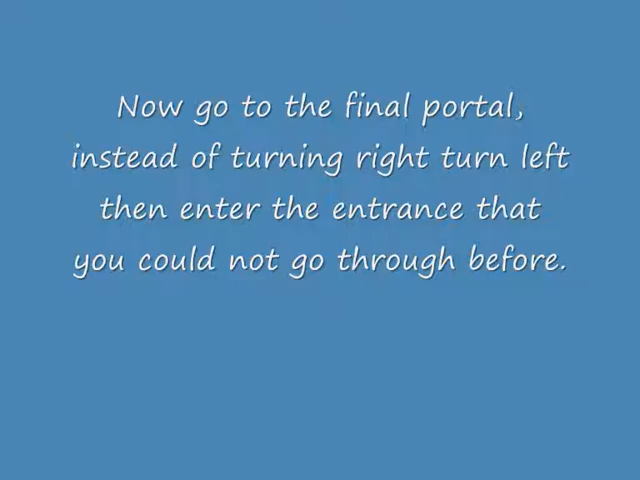 Now go to the final portal,
instead of turning right turn left
then enter the entrance that
you could not go through before.